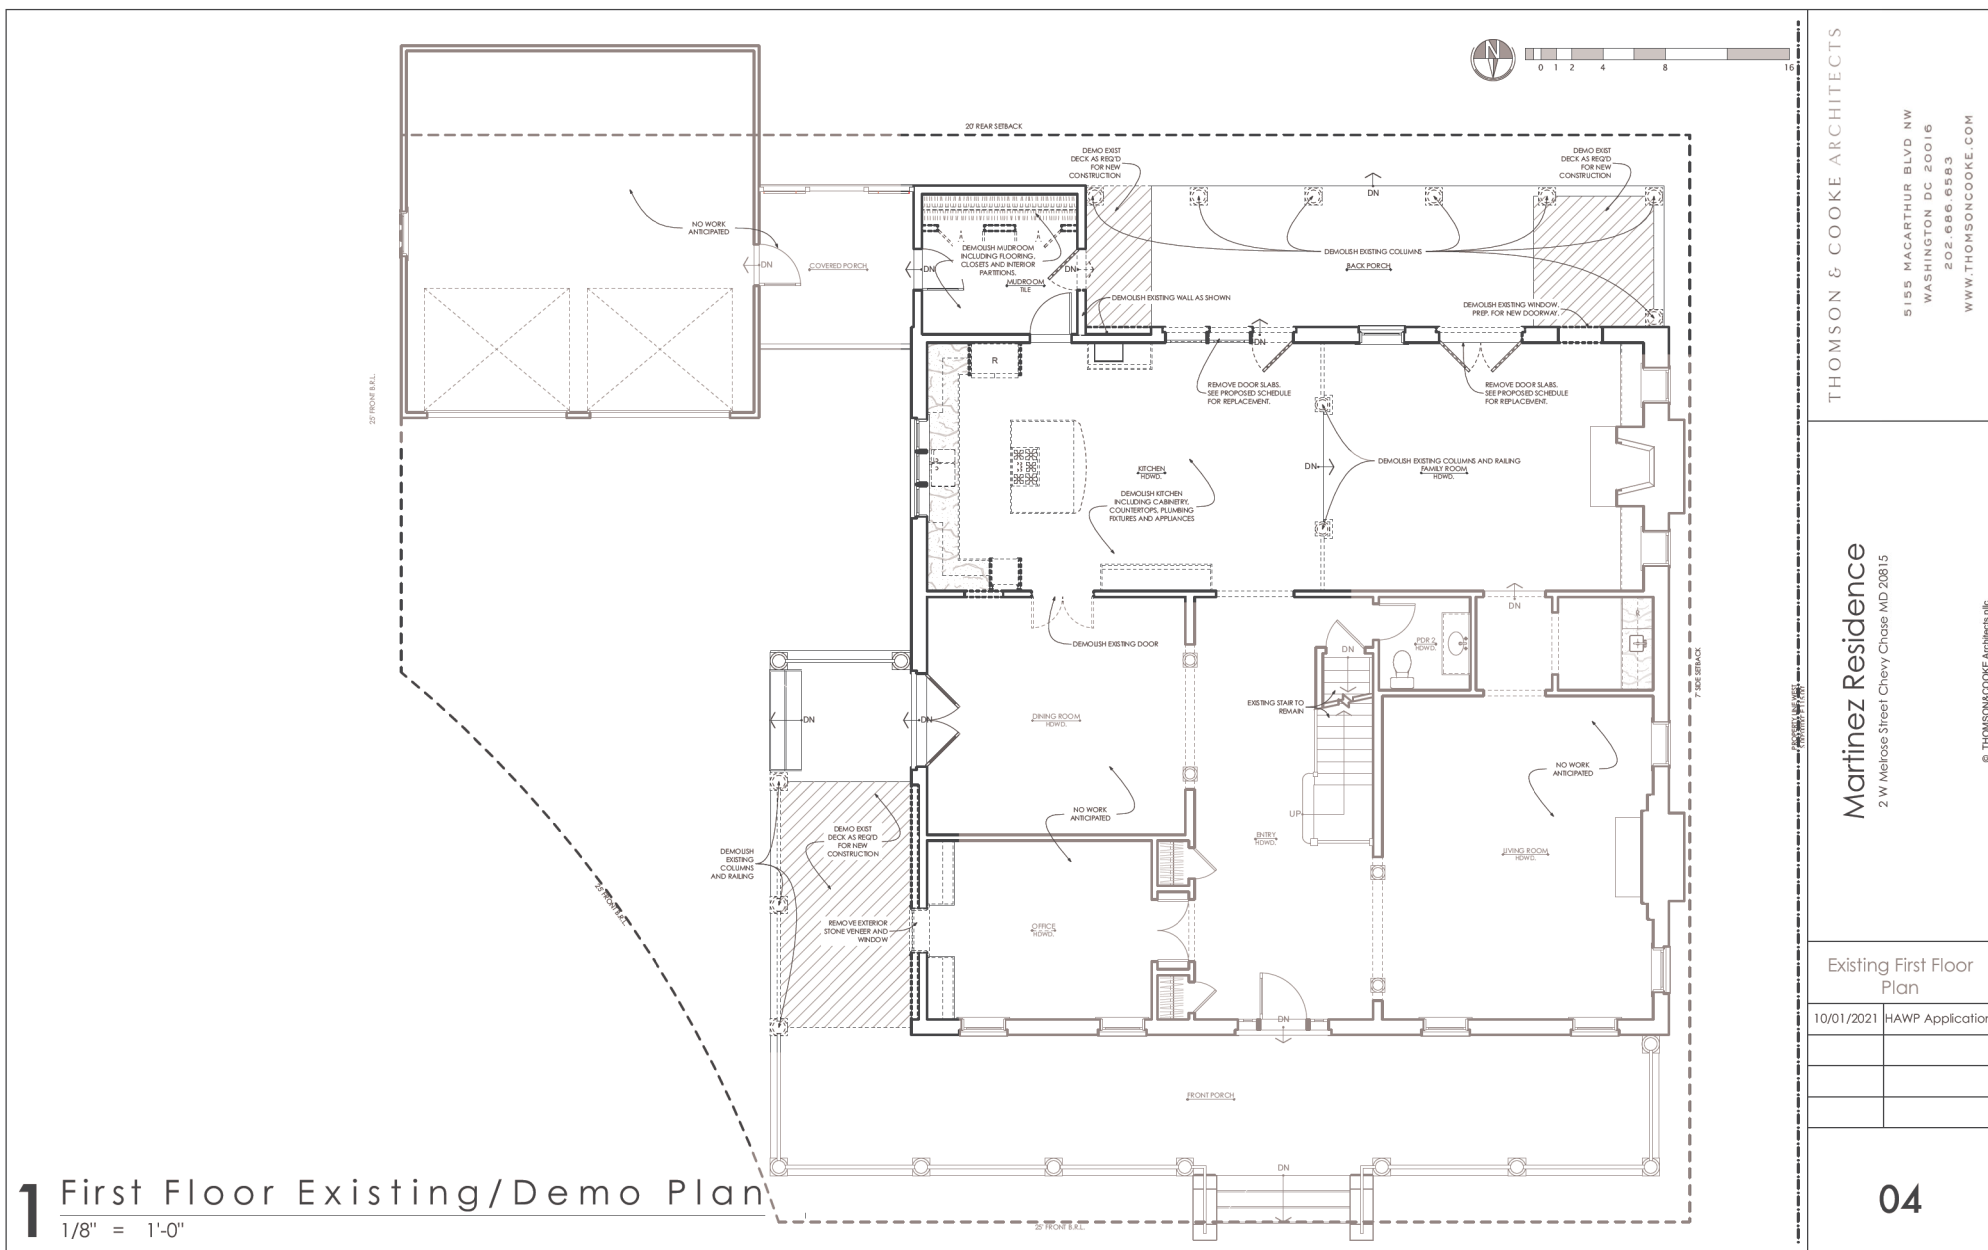 N
0 1 2 4 8 16
20' REAR SETBACK
DEMO EXIST
DECK AS REQ'D
FOR NEW
CONSTRUCTION
DEMO EXIST
DECK AS REQ'D
FOR NEW
CONSTRUCTION
DN
NO WORK
ANTICIPATED
DN
COVERED PORCH
DN
DEMOLISH MUDROOM
INCLUDING FLOORING,
CLOSETS AND INTERIOR
PARTITIONS.
MUDROOM
TILE
DN
DEMOLISH EXISTING COLUMNS
BACK PORCH
DEMOLISH EXISTING WALL AS SHOWN
DEMOLISH EXISTING WINDOW.
PREP. FOR NEW DOORWAY.
DN
R
REMOVE DOOR SLABS.
SEE PROPOSED SCHEDULE
FOR REPLACEMENT.
REMOVE DOOR SLABS.
SEE PROPOSED SCHEDULE
FOR REPLACEMENT.
25' FRONT B.R.L.
KITCHEN
HDWD.
DN
DEMOLISH EXISTING COLUMNS AND RAILING
FAMILY ROOM
HDWD.
DEMOLISH KITCHEN
INCLUDING CABINETRY,
COUNTERTOPS, PLUMBING
FIXTURES AND APPLIANCES
DN
DEMOLISH EXISTING DOOR
PDR 2
HDWD.
DN
7' SIDE SETBACK
EXISTING STAIR TO
REMAIN
DINING ROOM
HDWD.
DN
DN
NO WORK
ANTICIPATED
NO WORK
ANTICIPATED
UP
ENTRY
HDWD.
LIVING ROOM
HDWD.
DEMO EXIST
DECK AS REQ'D
FOR NEW
CONSTRUCTION
DEMOLISH
EXISTING
COLUMNS
AND RAILING
25' FRONT B.R.L.
REMOVE EXTERIOR
STONE VENEER AND
WINDOW
OFFICE
HDWD.
DN
FRONT PORCH
DN
25' FRONT B.R.L.
1 First Floor Existing/Demo Plan
1/8" = 1'-0"
THOMSON & COOKE ARCHITECTS
5155 MACARTHUR BLVD NW
WASHINGTON DC 20016
202.686.6583
WWW.THOMSONCOOKE.COM
Martinez Residence
2 W Melrose Street Chevy Chase MD 20815
© THOMSON&COOKE Architects pllc
Existing First Floor
Plan
10/01/2021 HAWP Application
04